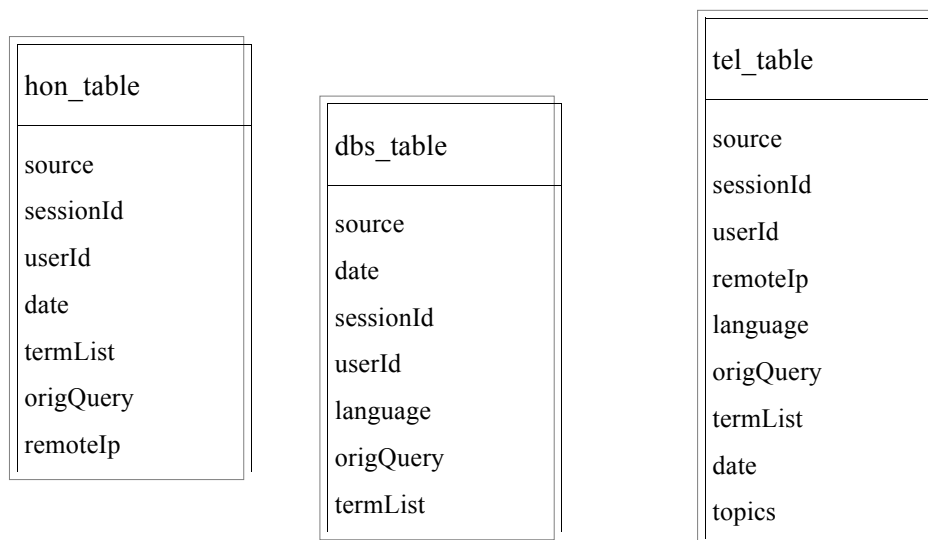 hon_table
source
sessionId
userId
date
termList
origQuery
remoteIp
dbs_table
source
date
sessionId
userId
language
origQuery
termList
tel_table
source
sessionId
userId
remoteIp
language
origQuery
termList
date
topics